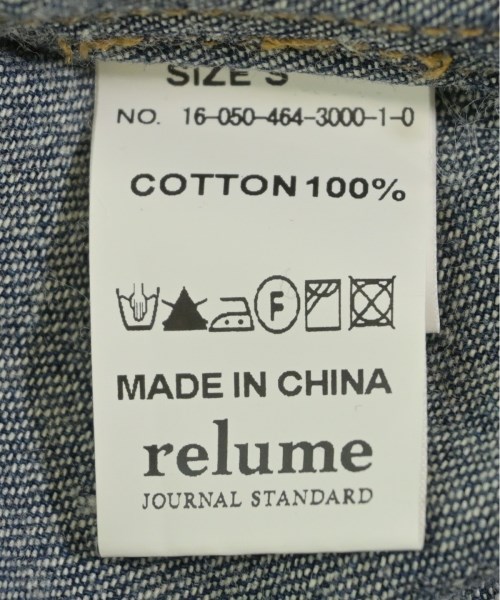 SIZE S
NO. 16-050-464-3000-1-0
COTTON 100%
F
MADE IN CHINA
relume
JOURNAL STANDARD